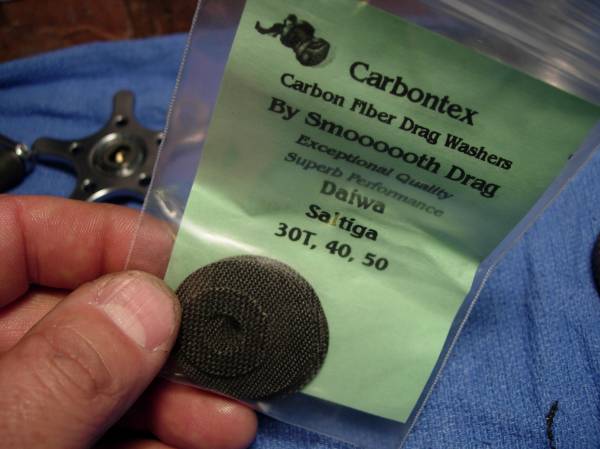 Carbontex
Carbon Fiber Drag Washers
By Smoooooth Drag
Exceptional Quality
Superb Performance
Daiwa
Saltiga
30T, 40, 50